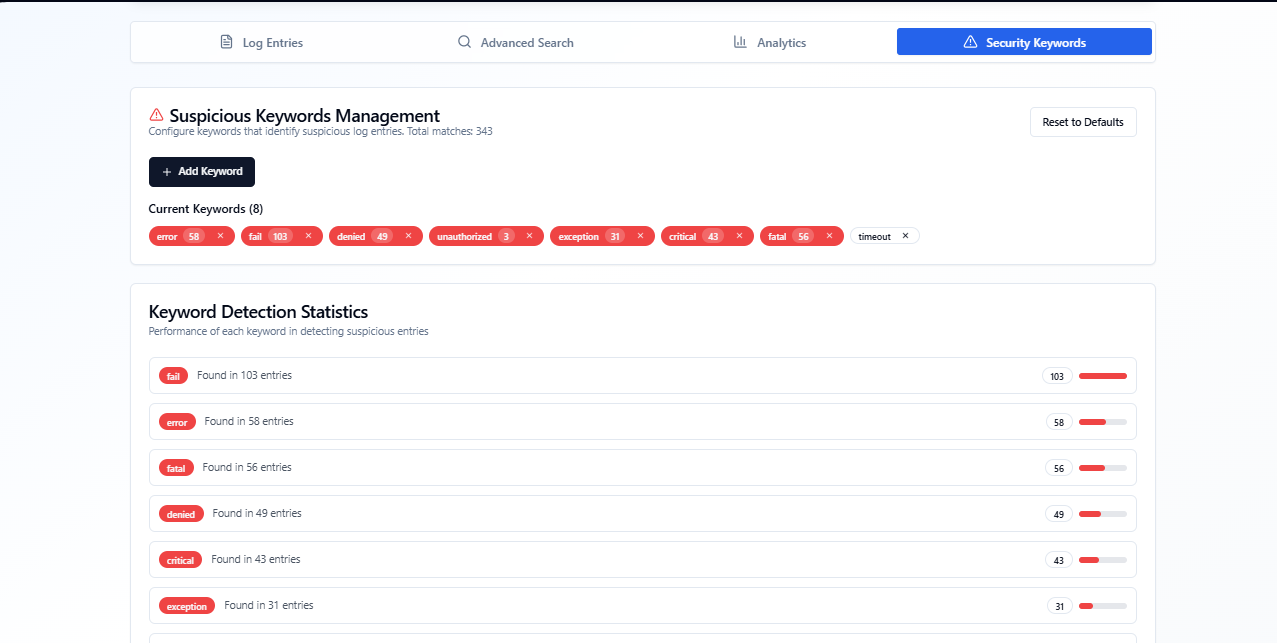 Log Entries Advanced Search Analytics Security Keywords
Suspicious Keywords Management
Configure keywords that identify suspicious log entries. Total matches: 343
Reset to Defaults
+ Add Keyword
Current Keywords (8)
error 58 × fail 103 × denied 49 × unauthorized 3 × exception 31 × critical 43 × fatal 56 × timeout ×
Keyword Detection Statistics
Performance of each keyword in detecting suspicious entries
fail Found in 103 entries 103
error Found in 58 entries 58
fatal Found in 56 entries 56
denied Found in 49 entries 49
critical Found in 43 entries 43
exception Found in 31 entries 31